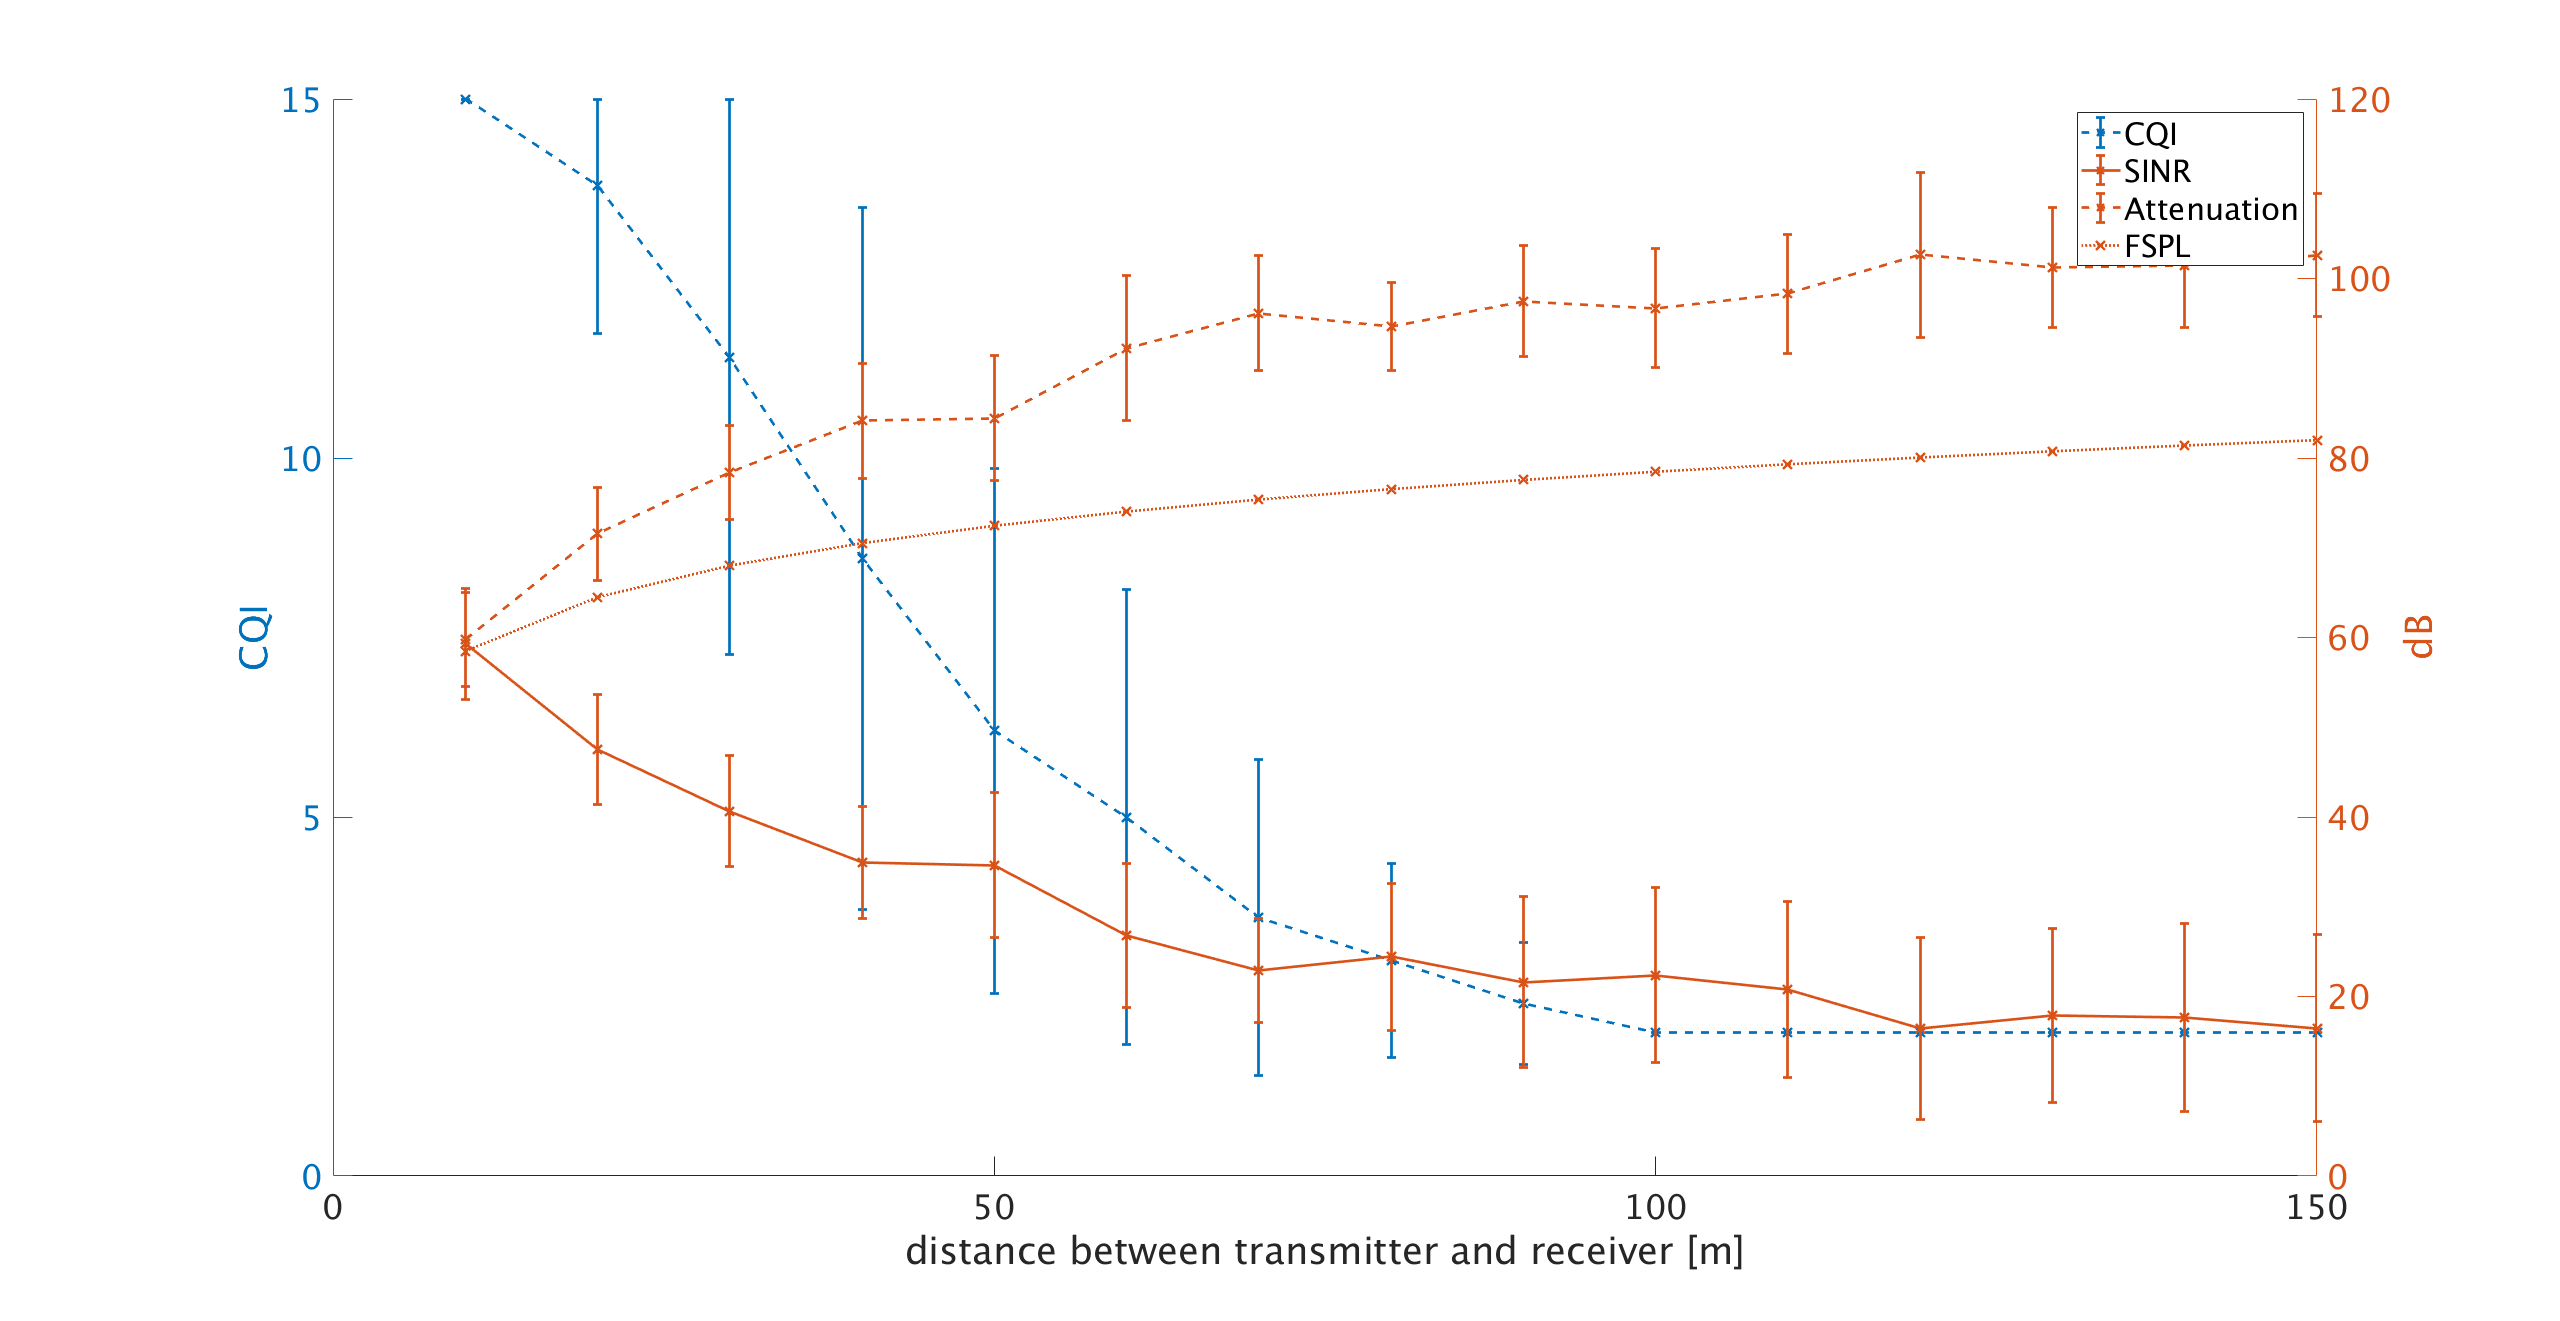 15
10
5
0
CQI
120
100
80
60
40
20
0
dB
CQI
SINR
Attenuation
FSPL
0 50 100 150
distance between transmitter and receiver [m]